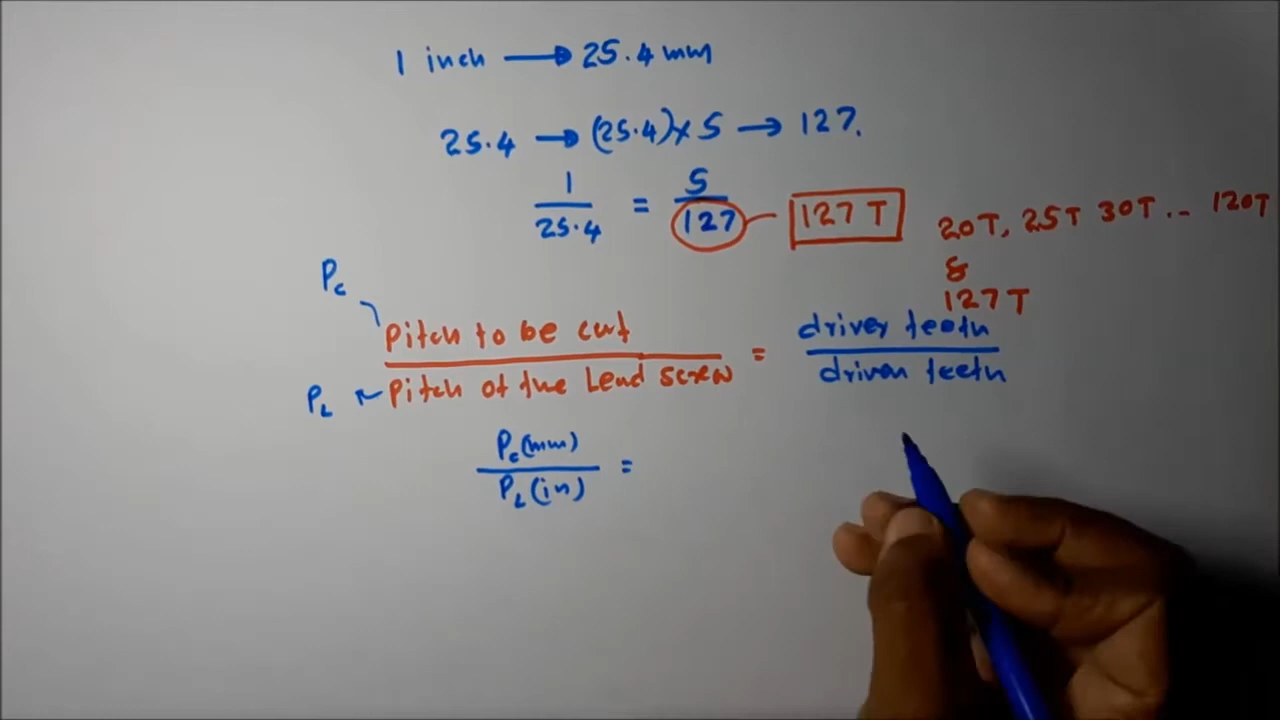 1 inch → 25.4 mm
25.4 → (25.4)x 5 → 127.
1/25.4 = 5/127 127 T
20T, 25T 30T .. 120T
&
127 T
Pc
Pitch to be cut
PL Pitch of the Lead screw = driver teeth / driven teeth
Pc(mm)/PL(in) =